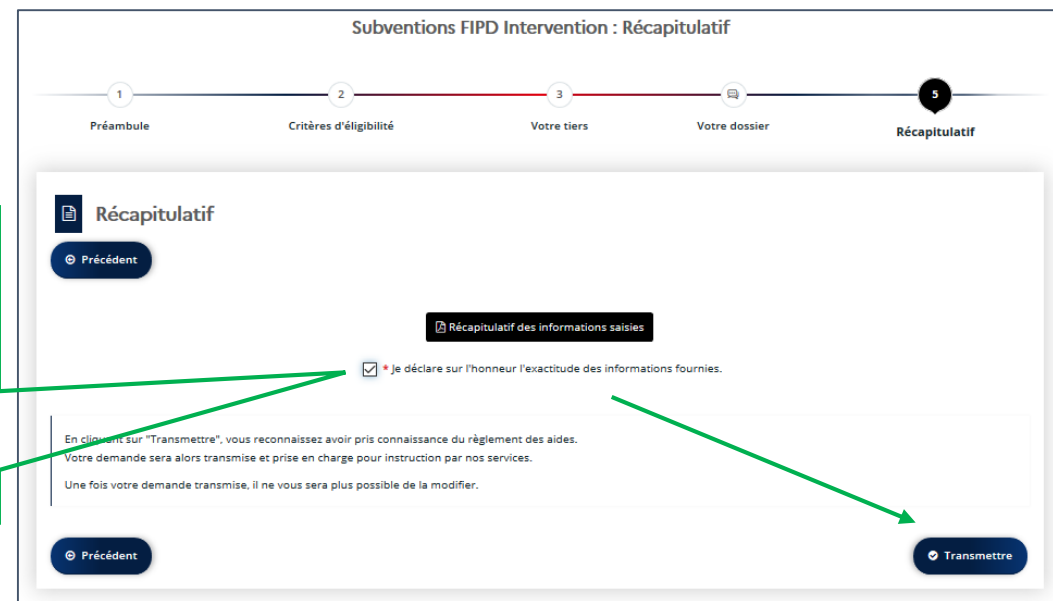 Subventions FIPD Intervention : Récapitulatif
1
2
3
5
Préambule
Critères d'éligibilité
Votre tiers
Votre dossier
Récapitulatif
Récapitulatif
Précédent
Récapitulatif des informations saisies
* Je déclare sur l'honneur l'exactitude des informations fournies.
En cliquant sur "Transmettre", vous reconnaissez avoir pris connaissance du règlement des aides.
Votre demande sera alors transmise et prise en charge pour instruction par nos services.
Une fois votre demande transmise, il ne vous sera plus possible de la modifier.
Précédent
Transmettre